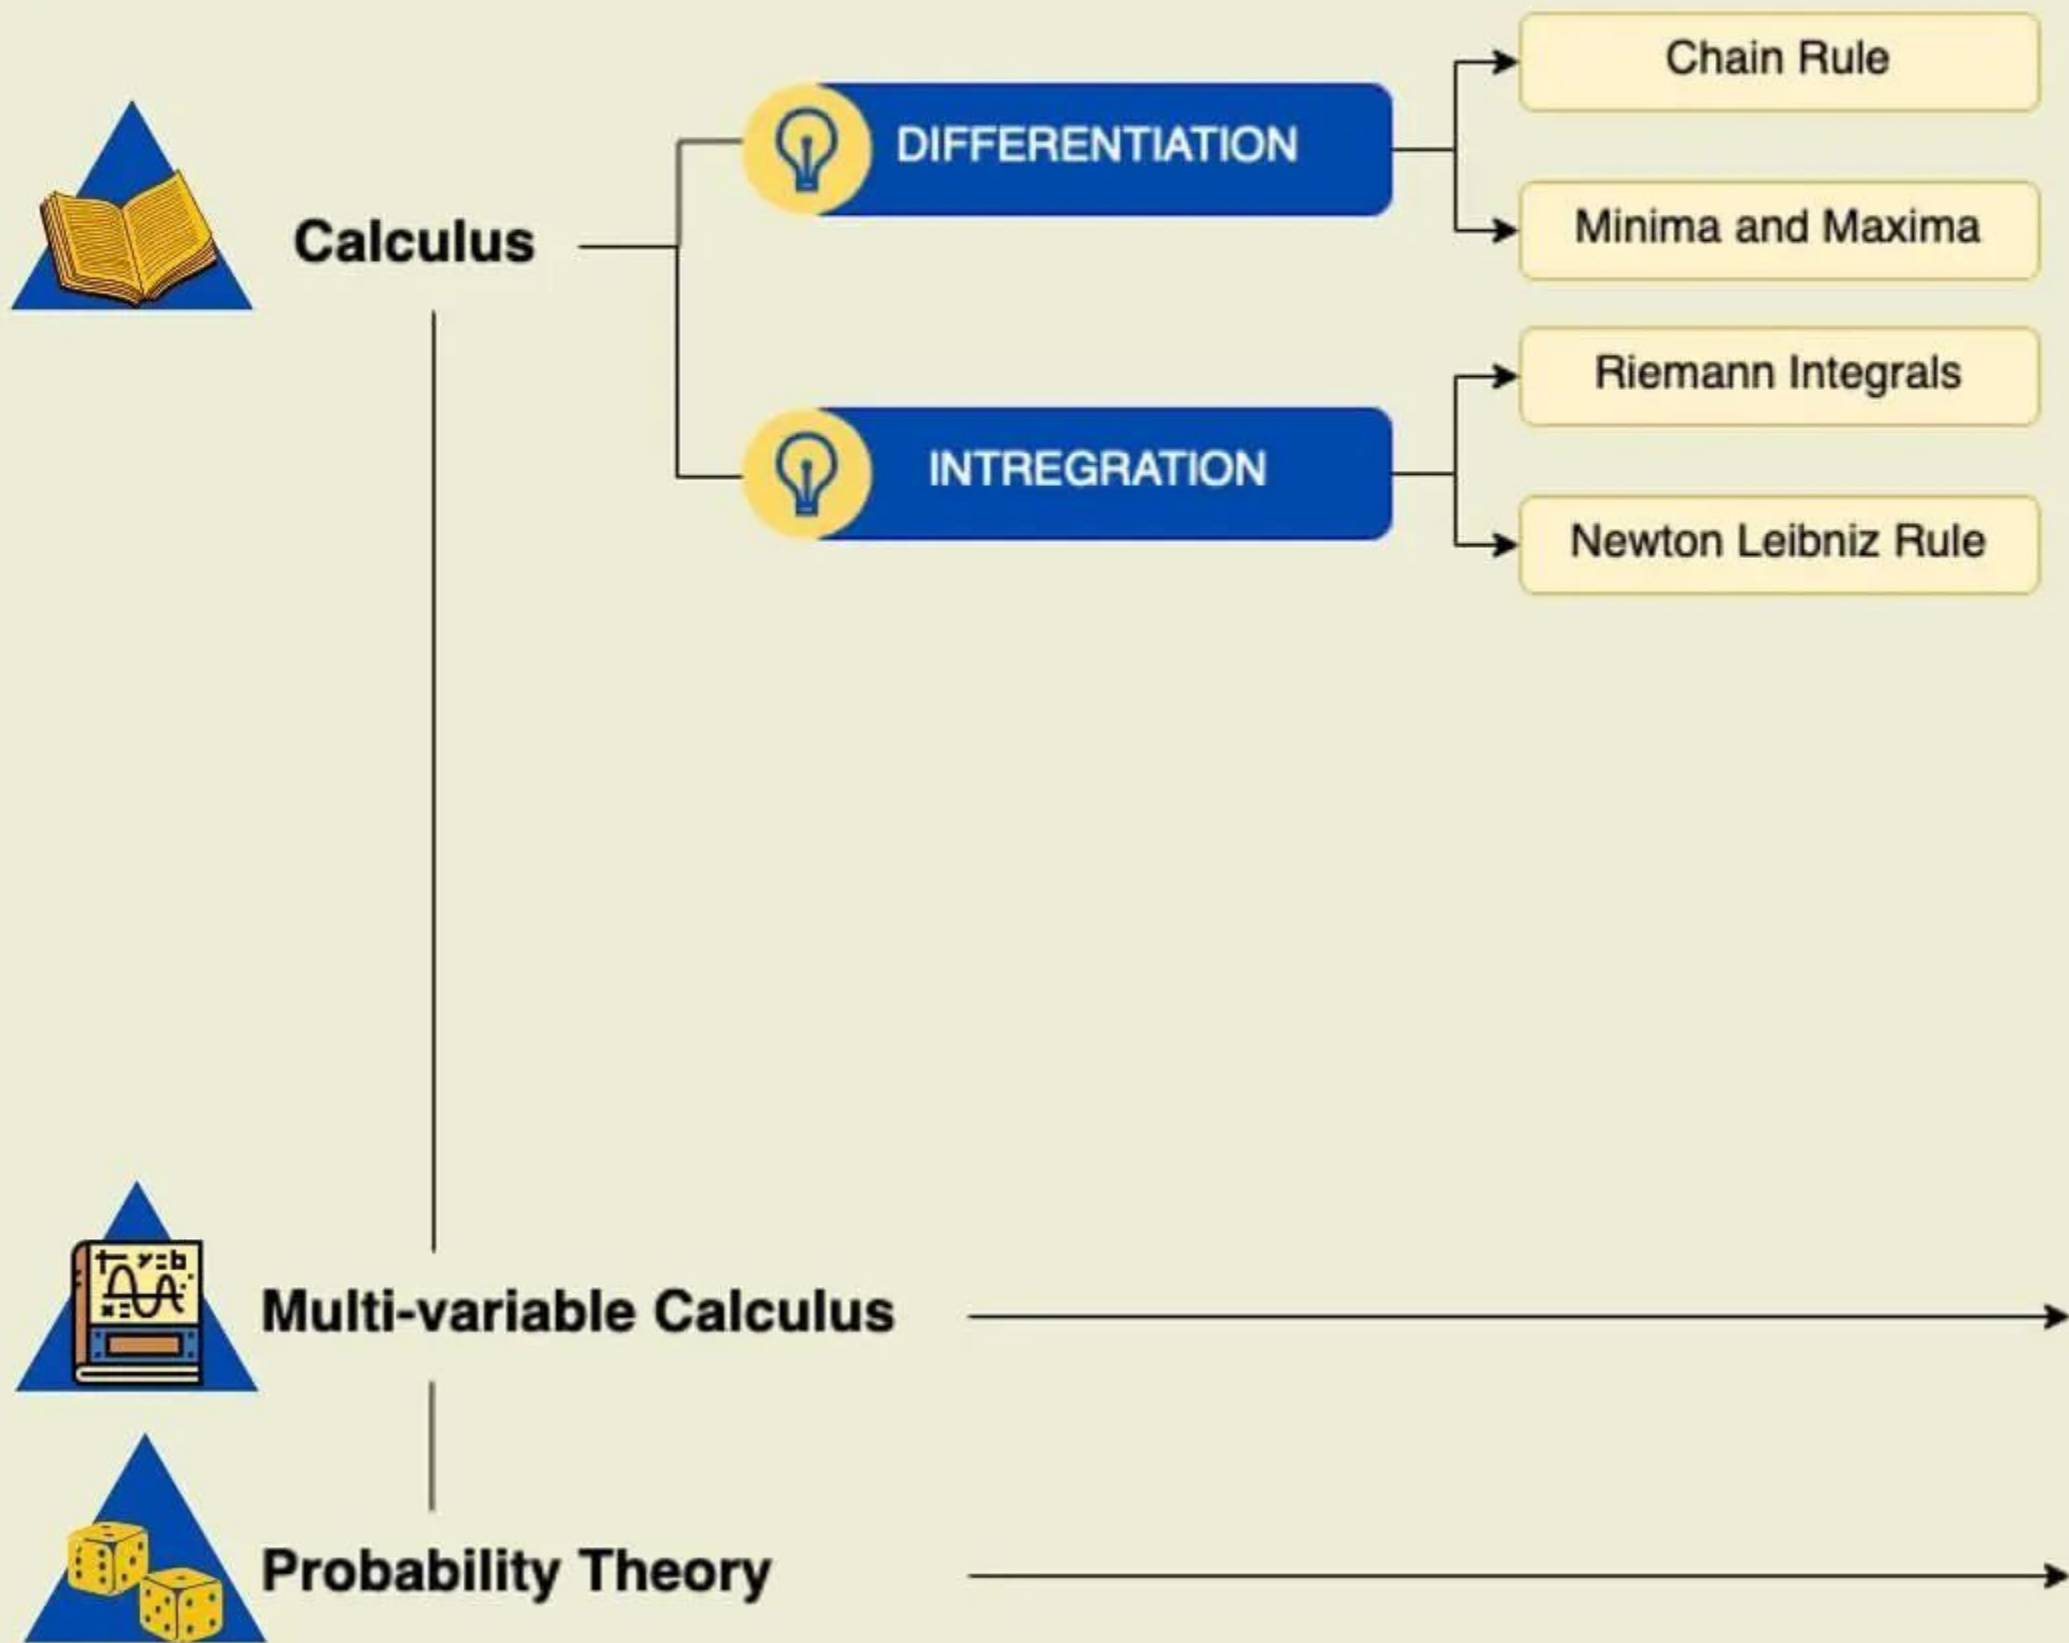 Chain Rule
DIFFERENTIATION
Minima and Maxima
Calculus
Riemann Integrals
INTREGRATION
Newton Leibniz Rule
y=b
x=
Multi-variable Calculus
Probability Theory